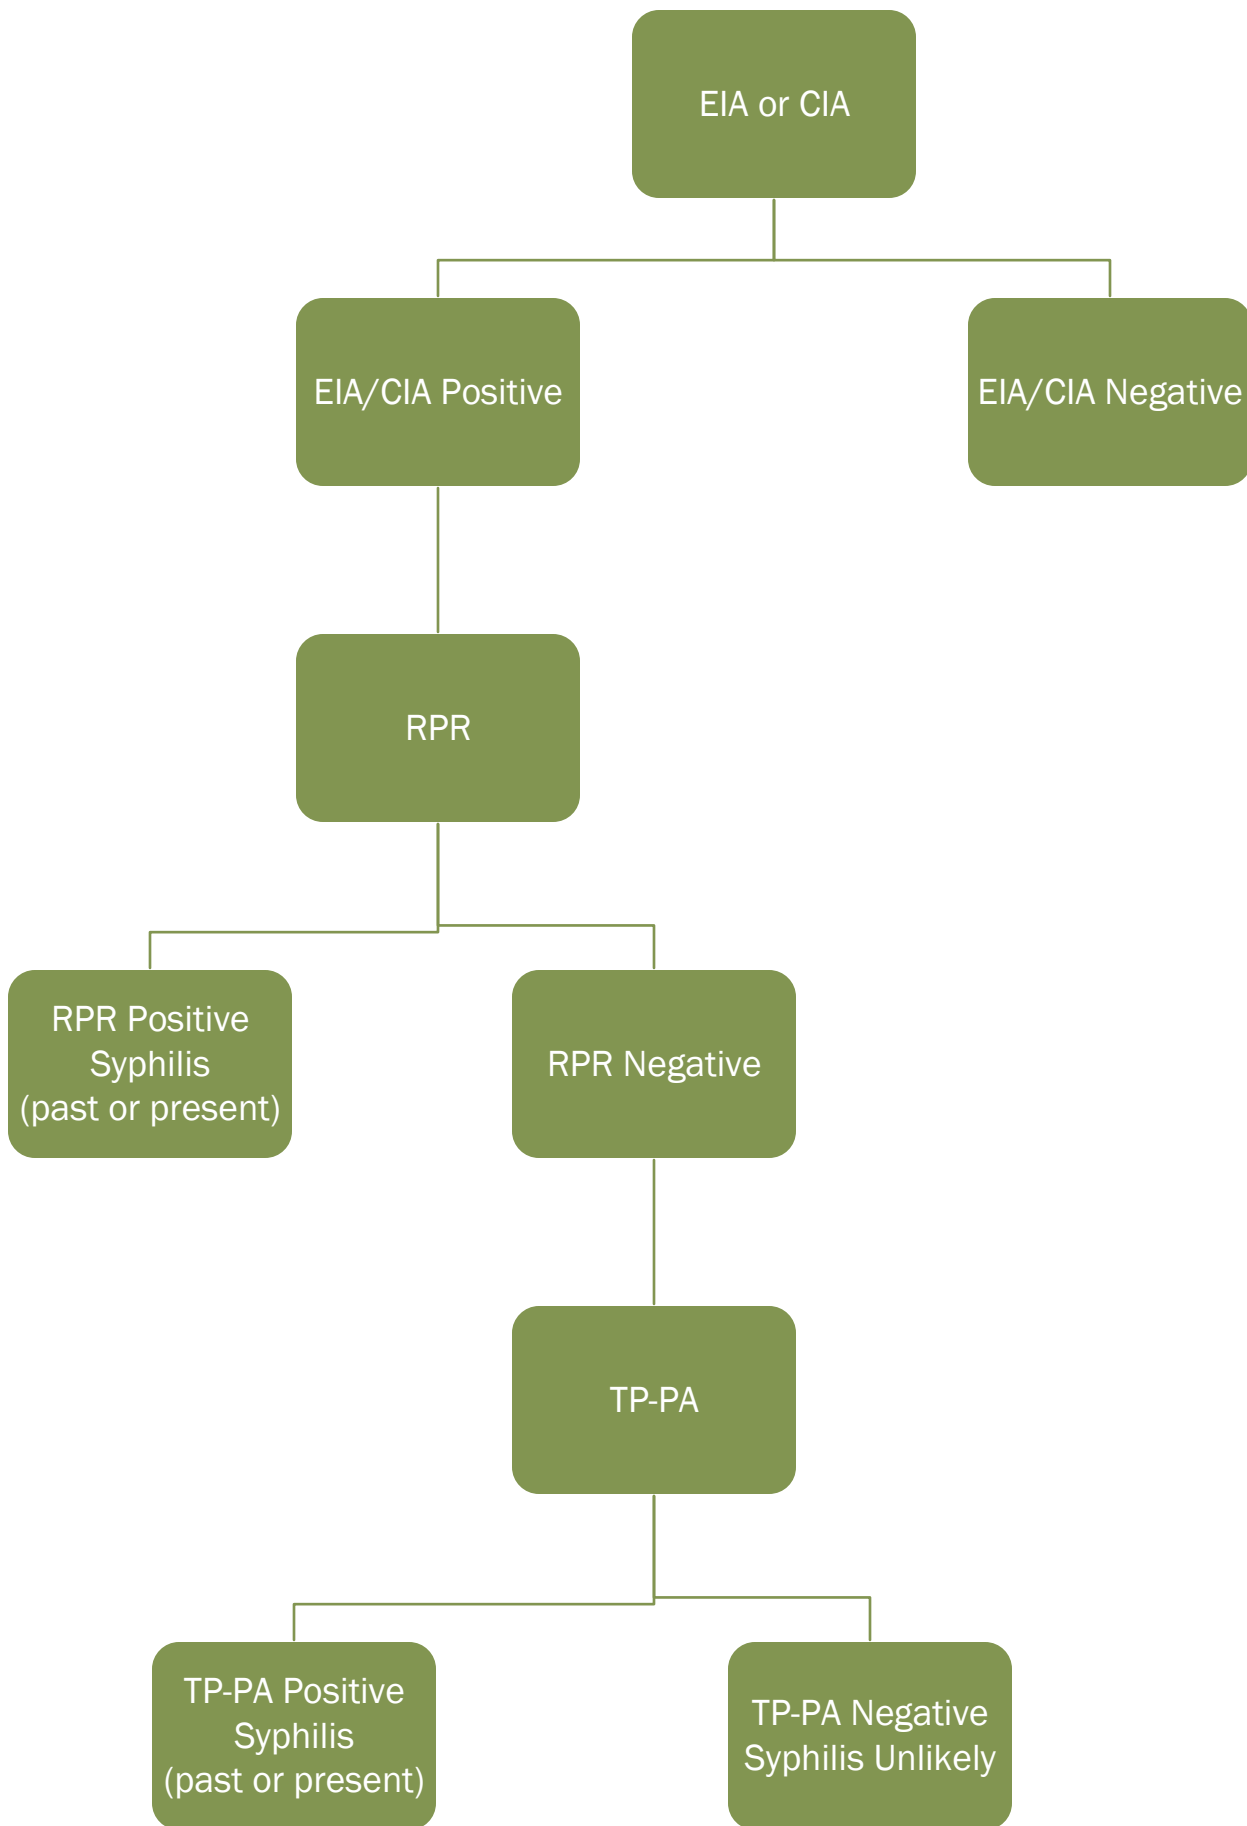 EIA or CIA
EIA/CIA Positive
EIA/CIA Negative
RPR
RPR Positive
Syphilis
(past or present)
RPR Negative
TP-PA
TP-PA Positive
Syphilis
(past or present)
TP-PA Negative
Syphilis Unlikely